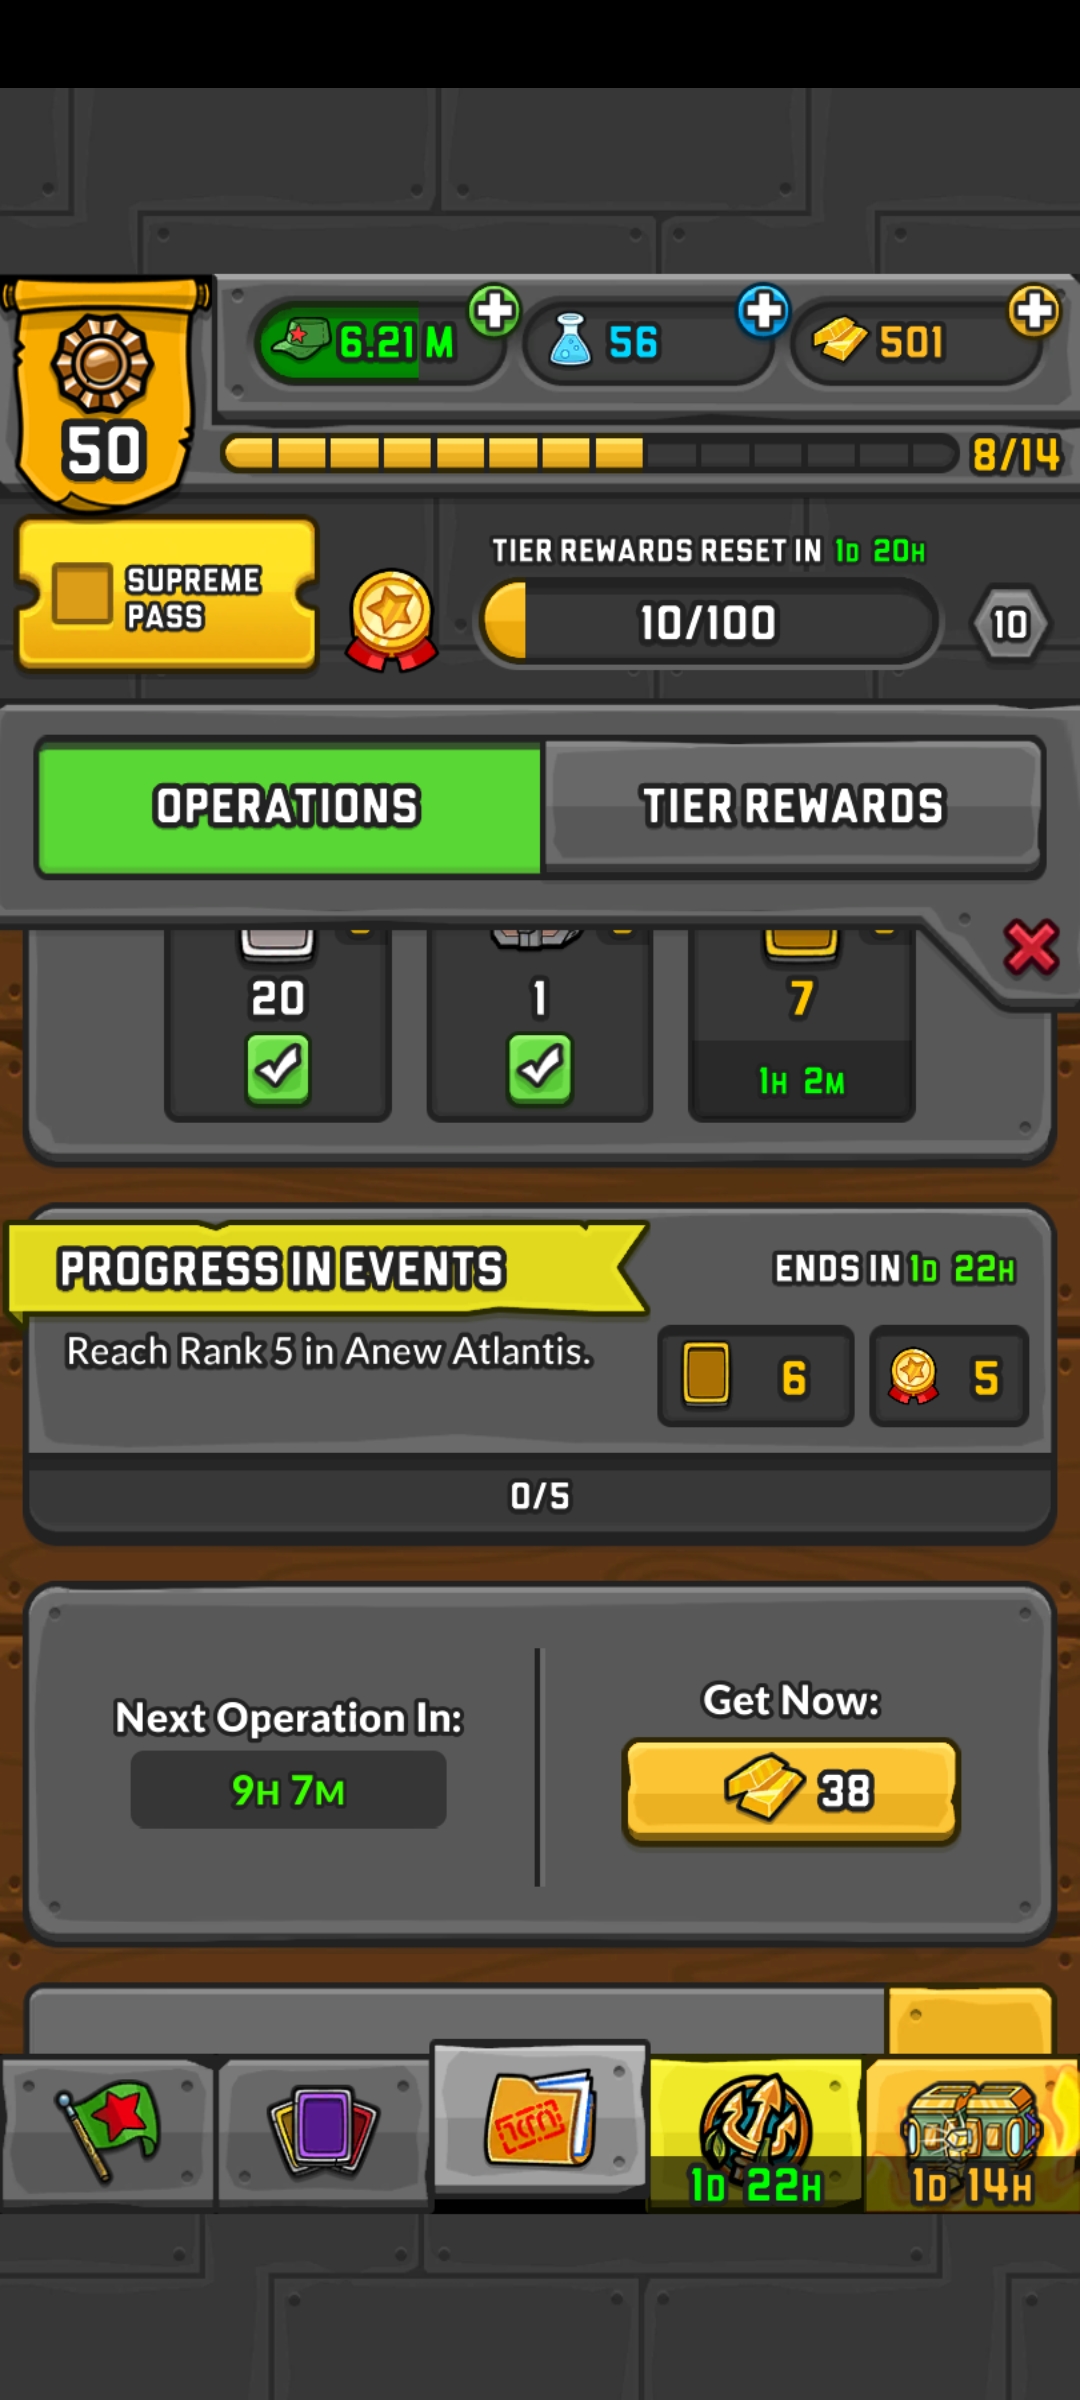 6.21 M
56
501
50
8/14
SUPREME
PASS
TIER REWARDS RESET IN 1D 20H
10/100
10
OPERATIONS
TIER REWARDS
20
1
7
1H 2M
PROGRESS IN EVENTS
ENDS IN 1D 22H
Reach Rank 5 in Anew Atlantis.
6
5
0/5
Next Operation In:
9H 7M
Get Now:
38
1D 22H
1D 14H